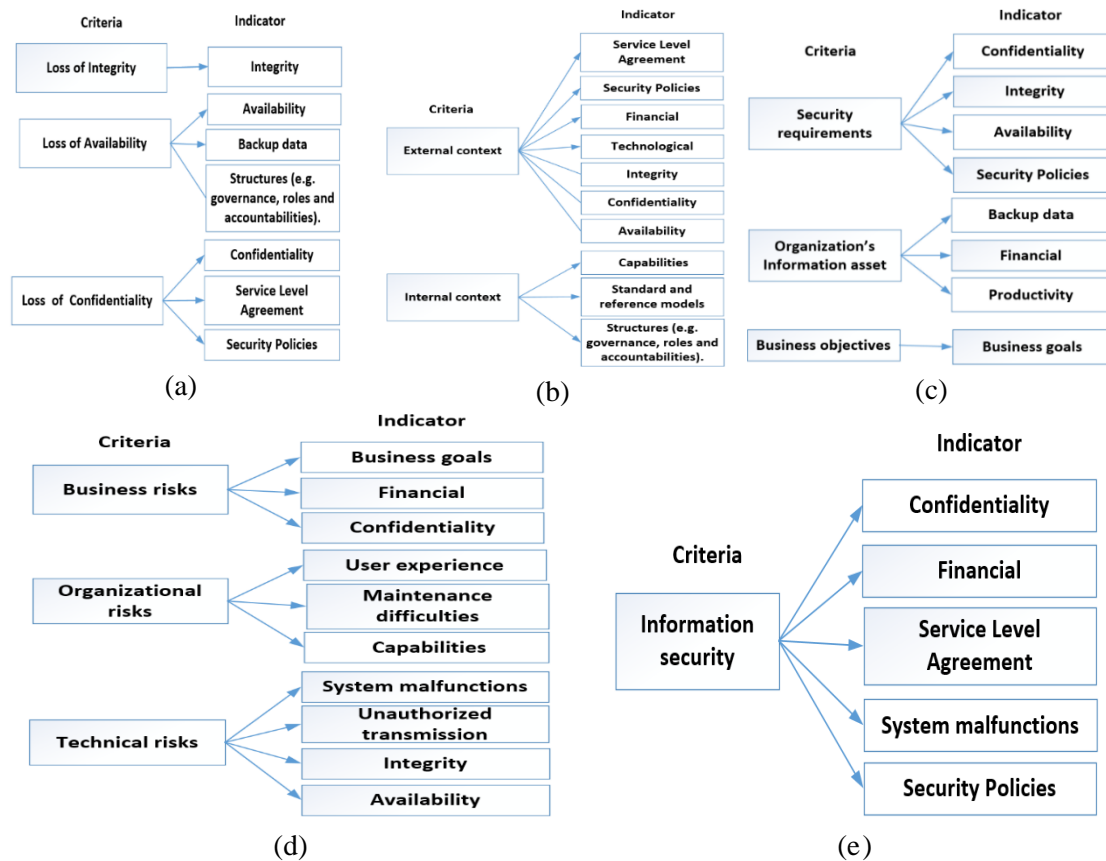 Criteria
Indicator
Loss of Integrity
Integrity
Loss of Availability
Availability
Backup data
Structures (e.g.
governance, roles and
accountabilities).
Loss of Confidentiality
Confidentiality
Service Level
Agreement
Security Policies
(a)
Indicator
Criteria
External context
Service Level
Agreement
Security Policies
Financial
Technological
Integrity
Confidentiality
Availability
Internal context
Capabilities
Standard and
reference models
Structures (e.g.
governance, roles and
accountabilities).
(b)
Indicator
Criteria
Security
requirements
Confidentiality
Integrity
Availability
Security Policies
Organization's
Information asset
Backup data
Financial
Productivity
Business objectives
Business goals
(c)
Indicator
Criteria
Business risks
Business goals
Financial
Confidentiality
Organizational
risks
User experience
Maintenance
difficulties
Capabilities
Technical risks
System malfunctions
Unauthorized
transmission
Integrity
Availability
(d)
Indicator
Criteria
Information
security
Confidentiality
Financial
Service Level
Agreement
System malfunctions
Security Policies
(e)